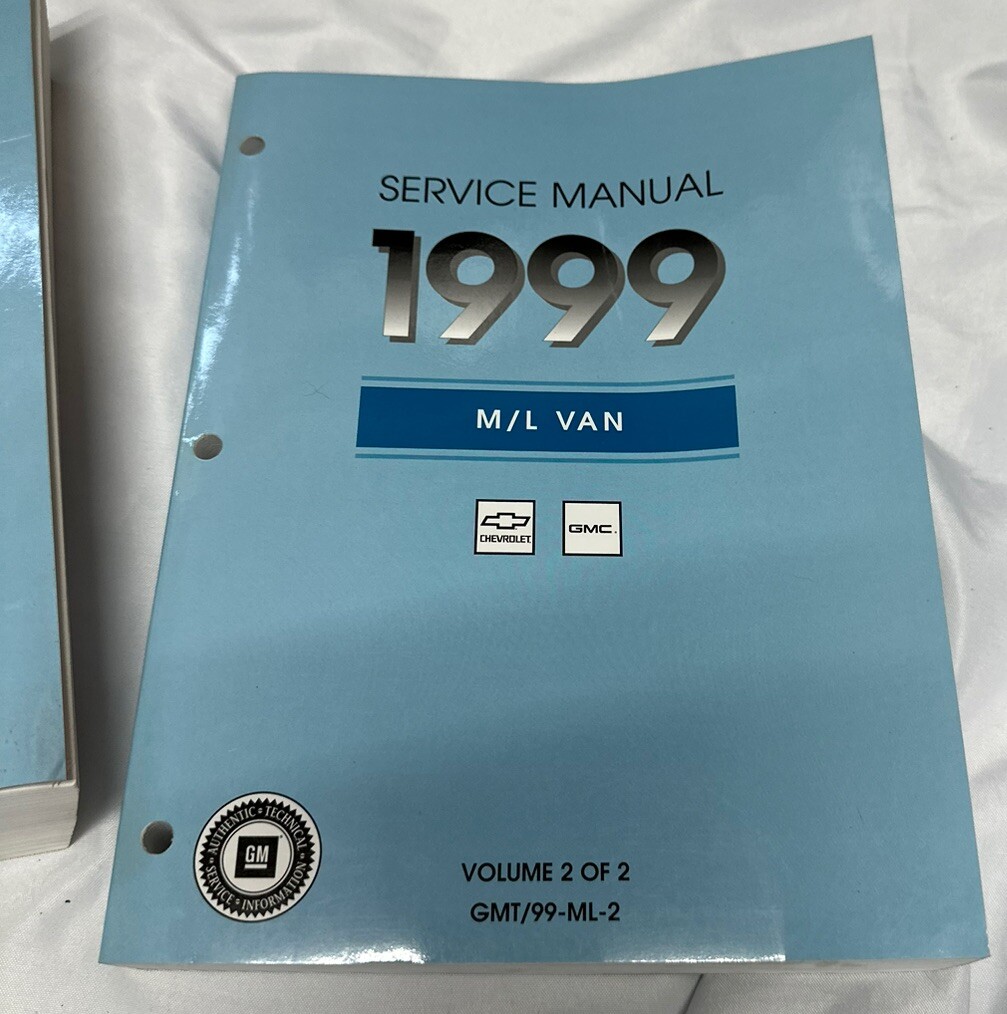 SERVICE MANUAL
1999
M/L VAN
CHEVROLET
GMC
AUTHENTIC TECHNICAL
GM
SERVICE INFORMATION
VOLUME 2 OF 2
GMT/99-ML-2